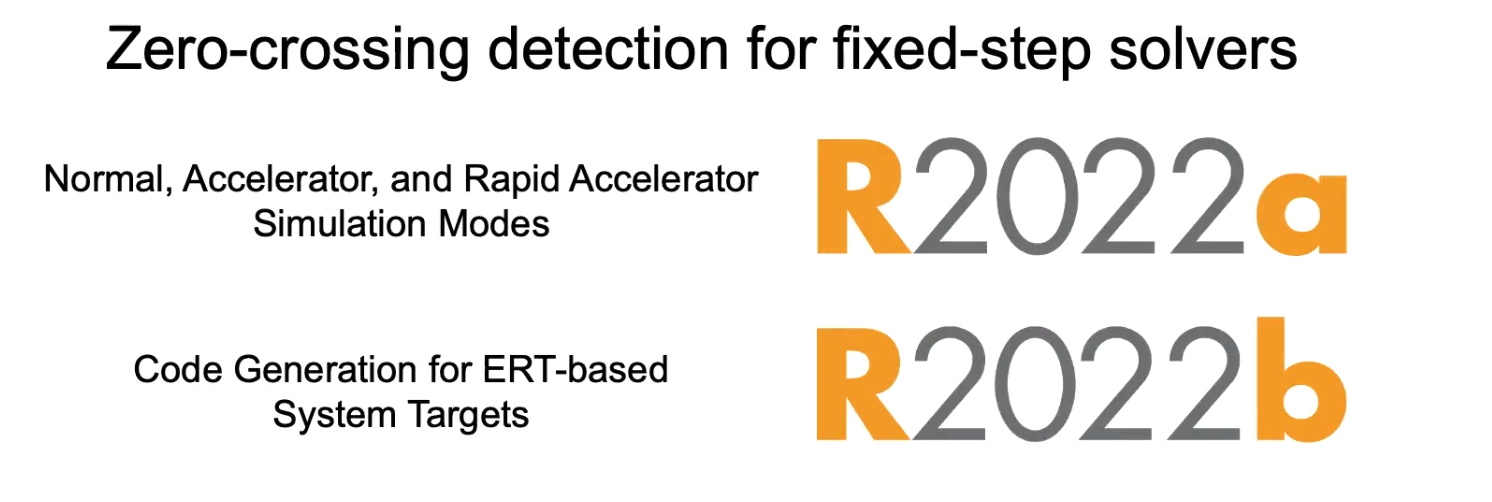 Zero-crossing detection for fixed-step solvers
Normal, Accelerator, and Rapid Accelerator
Simulation Modes
R2022a
Code Generation for ERT-based
System Targets
R2022b